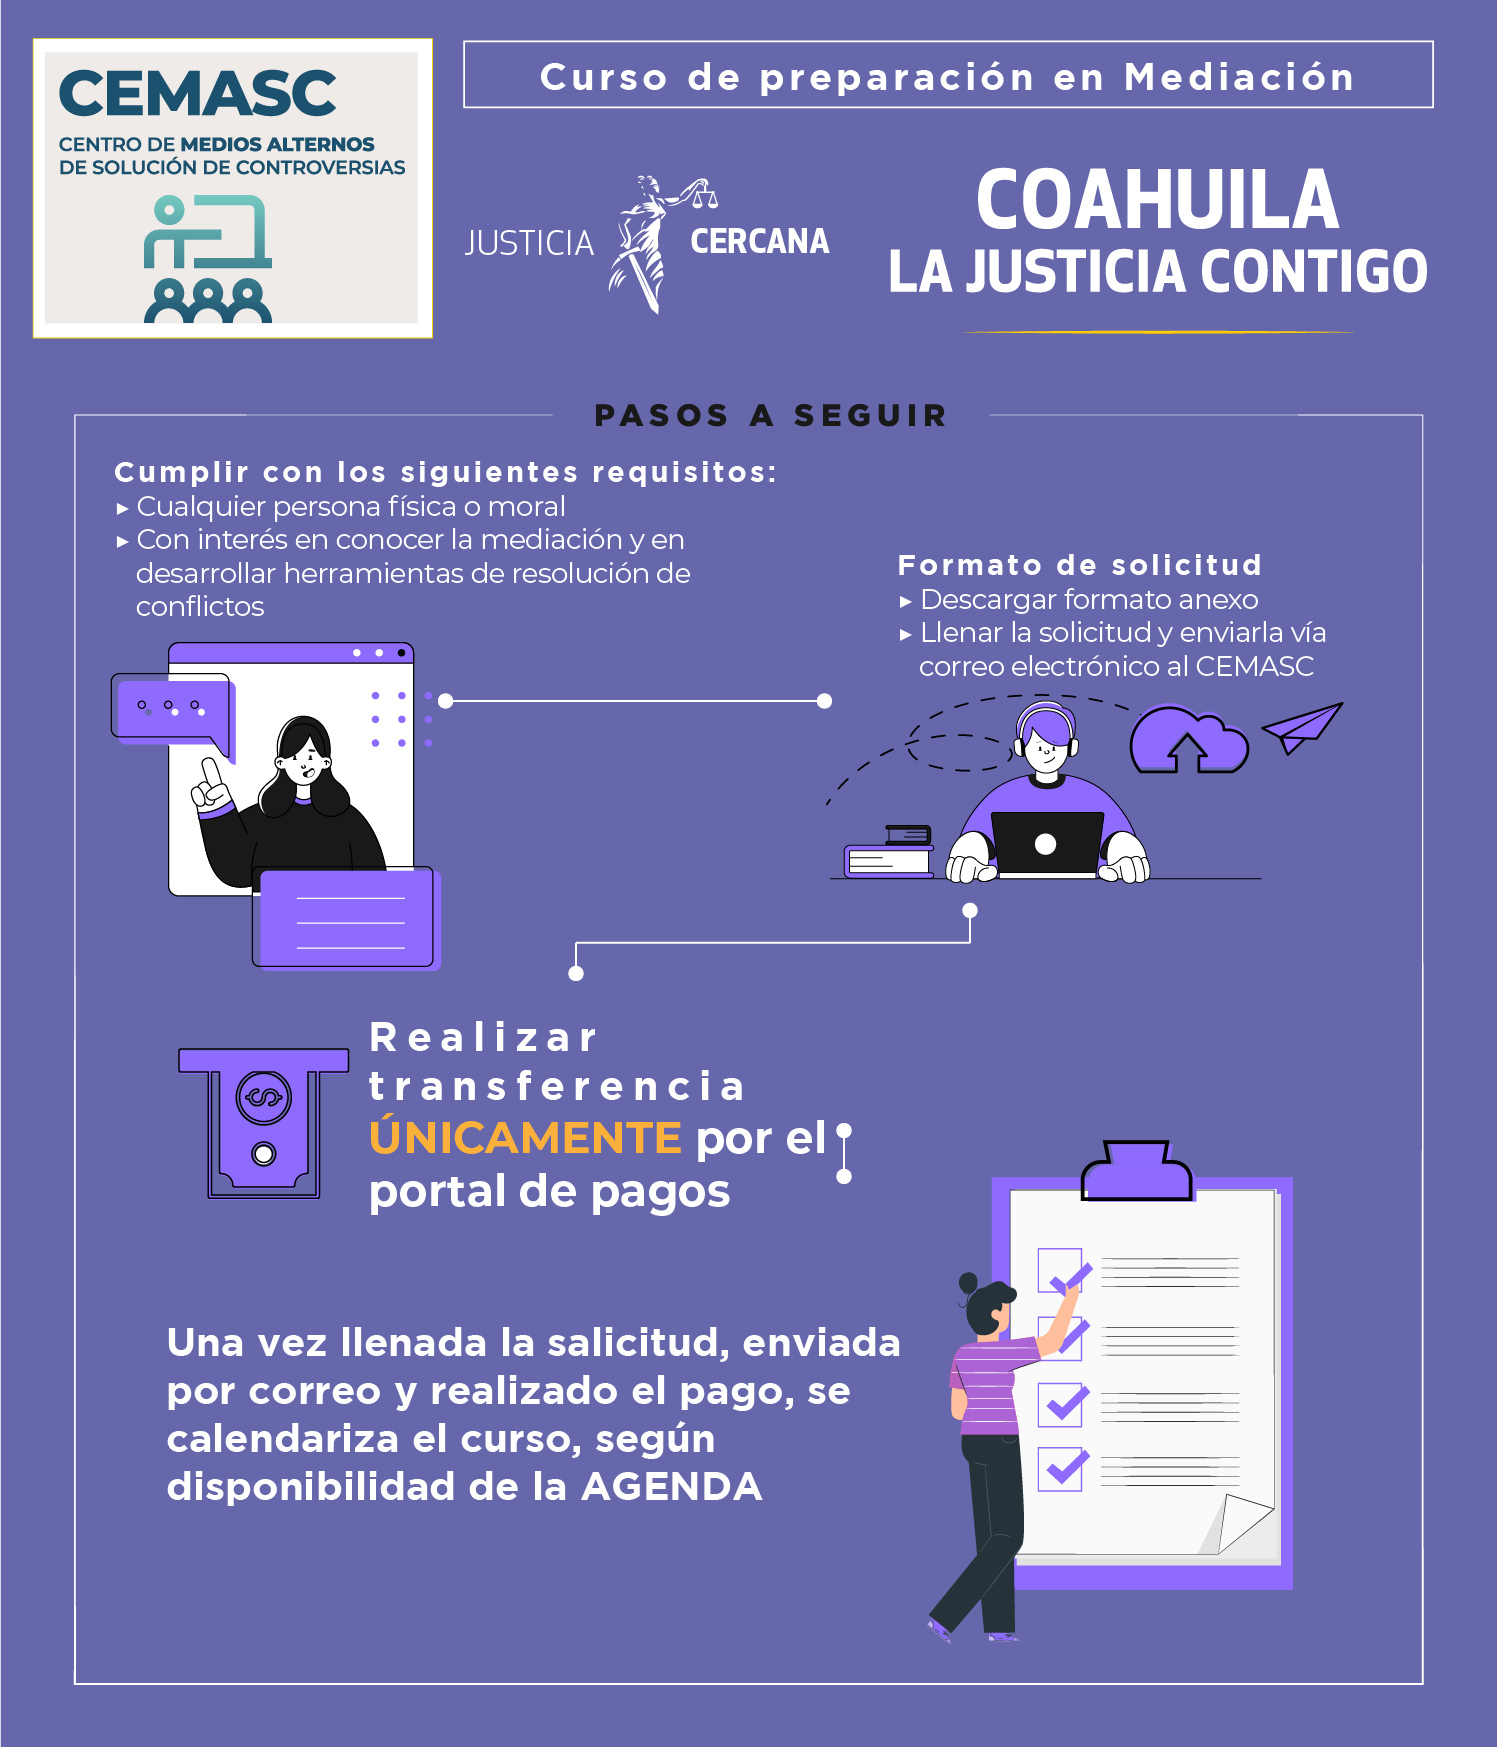 CEMASC
CENTRO DE MEDIOS ALTERNOS
DE SOLUCIÓN DE CONTROVERSIAS
Curso de preparación en Mediación
JUSTICIA CERCANA
COAHUILA
LA JUSTICIA CONTIGO
PASOS A SEGUIR
Cumplir con los siguientes requisitos:
▸ Cualquier persona física o moral
▸ Con interés en conocer la mediación y en
desarrollar herramientas de resolución de
conflictos
Formato de solicitud
▸ Descargar formato anexo
▸ Llenar la solicitud y enviarla vía
correo electrónico al CEMASC
Realizar
transferencia
ÚNICAMENTE por el
portal de pagos
Una vez llenada la salicitud, enviada
por correo y realizado el pago, se
calendariza el curso, según
disponibilidad de la AGENDA